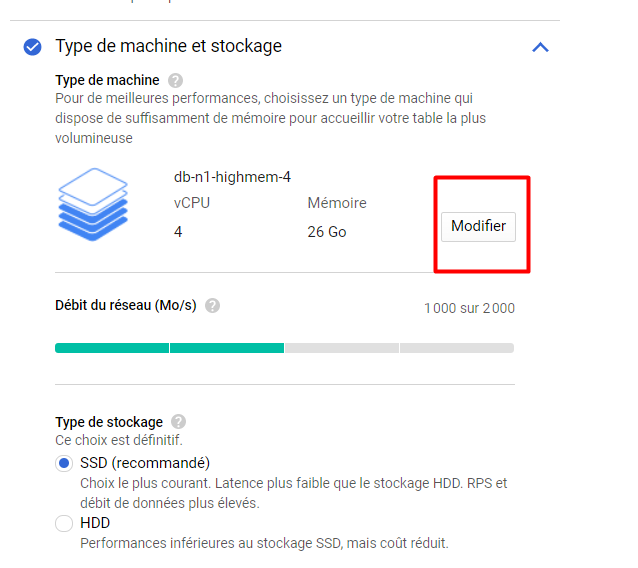 Type de machine et stockage
Type de machine ?
Pour de meilleures performances, choisissez un type de machine qui
dispose de suffisamment de mémoire pour accueillir votre table la plus
volumineuse
db-n1-highmem-4
vCPU Mémoire
4 26 Go
Modifier
Débit du réseau (Mo/s) ? 1 000 sur 2 000
Type de stockage ?
Ce choix est définitif.
SSD (recommandé)
Choix le plus courant. Latence plus faible que le stockage HDD. RPS et
débit de données plus élevés.
HDD
Performances inférieures au stockage SSD, mais coût réduit.